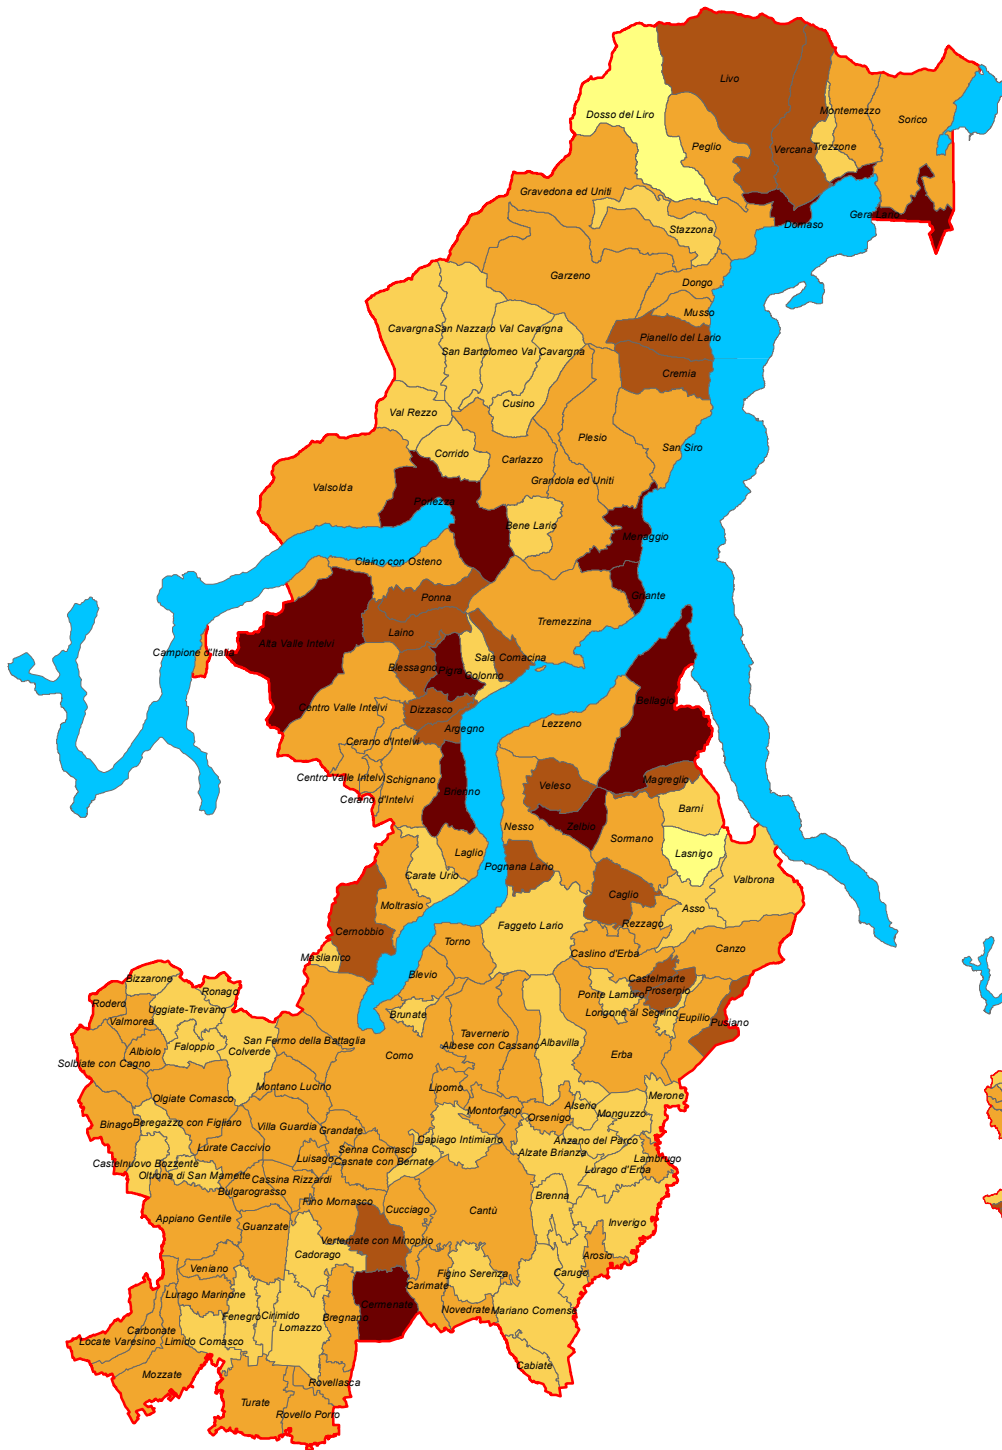 Livo
Dosso del Liro
Montemezzo
Sorico
Peglio
Vercana
Trezzone
Gravedona ed Uniti
Stazzona
Domaso
Gera Lario
Garzeno
Dongo
Musso
Cavargna
San Nazzaro Val Cavargna
Pianello del Lario
San Bartolomeo Val Cavargna
Cremia
Cusino
Val Rezzo
Plesio
San Siro
Corrido
Carlazzo
Grandola ed Uniti
Valsolda
Porlezza
Bene Lario
Menaggio
Claino con Osteno
Griante
Ponna
Tremezzina
Laino
Alta Valle Intelvi
Campione d'Italia
Sala Comacina
Blessagno
Pigra
Colonno
Bellagio
Centro Valle Intelvi
Dizzasco
Lezzeno
Argegno
Cerano d'Intelvi
Centro Valle Intelvi
Schignano
Magreglio
Veleso
Brienno
Cerano d'Intelvi
Barni
Nesso
Zelbio
Sormano
Laglio
Lasnigo
Pognana Lario
Carate Urio
Valbrona
Caglio
Moltrasio
Asso
Rezzago
Faggeto Lario
Cernobbio
Torno
Canzo
Caslino d'Erba
Maslianico
Blevio
Castelmarte
Bizzarone
Proserpio
Ronago
Ponte Lambro
Rodero
Uggiate-Trevano
Longone al Segrino
Brunate
Eupilio
Valmorea
Pusiano
Tavernerio
San Fermo della Battaglia
Albese con Cassano
Albavilla
Faloppio
Albiolo
Colverde
Como
Erba
Solbiate con Cagno
Montano Lucino
Lipomo
Merone
Olgiate Comasco
Alserio
Montorfano
Monguzzo
Orsenigo
Binago
Beregazzo con Figliaro
Villa Guardia
Grandate
Anzano del Parco
Capiago Intimiano
Lurate Caccivio
Senna Comasco
Alzate Brianza
Luisago
Casnate con Bernate
Lambrugo
Castelnuovo Bozzente
Lurago d'Erba
Oltrona di San Mamette
Cassina Rizzardi
Bulgarograsso
Brenna
Fino Mornasco
Cucciago
Cantù
Appiano Gentile
Guanzate
Inverigo
Vertemate con Minoprio
Cadorago
Arosio
Veniano
Figino Serenza
Carugo
Carimate
Lurago Marinone
Cermenate
Novedrate
Mariano Comense
Fenegrò
Cirimido
Bregnano
Lomazzo
Carbonate
Locate Varesino
Limido Comasco
Cabiate
Mozzate
Rovellasca
Turate
Rovello Porro